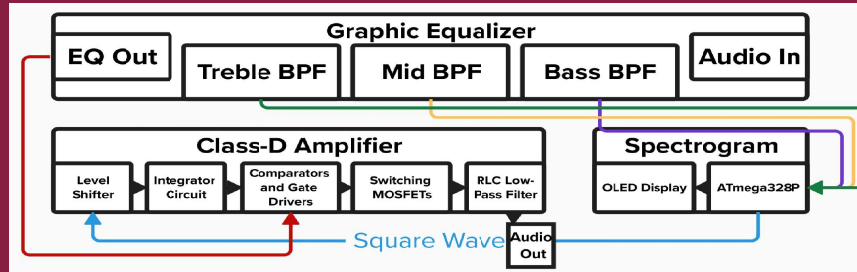 Graphic Equalizer
EQ Out
Treble BPF
Mid BPF
Bass BPF
Audio In
Class-D Amplifier
Level
Shifter
Integrator
Circuit
Comparators
and Gate
Drivers
Switching
MOSFETs
RLC Low-
Pass Filter
Spectrogram
OLED Display
ATmega328P
Square Wave
Audio
Out